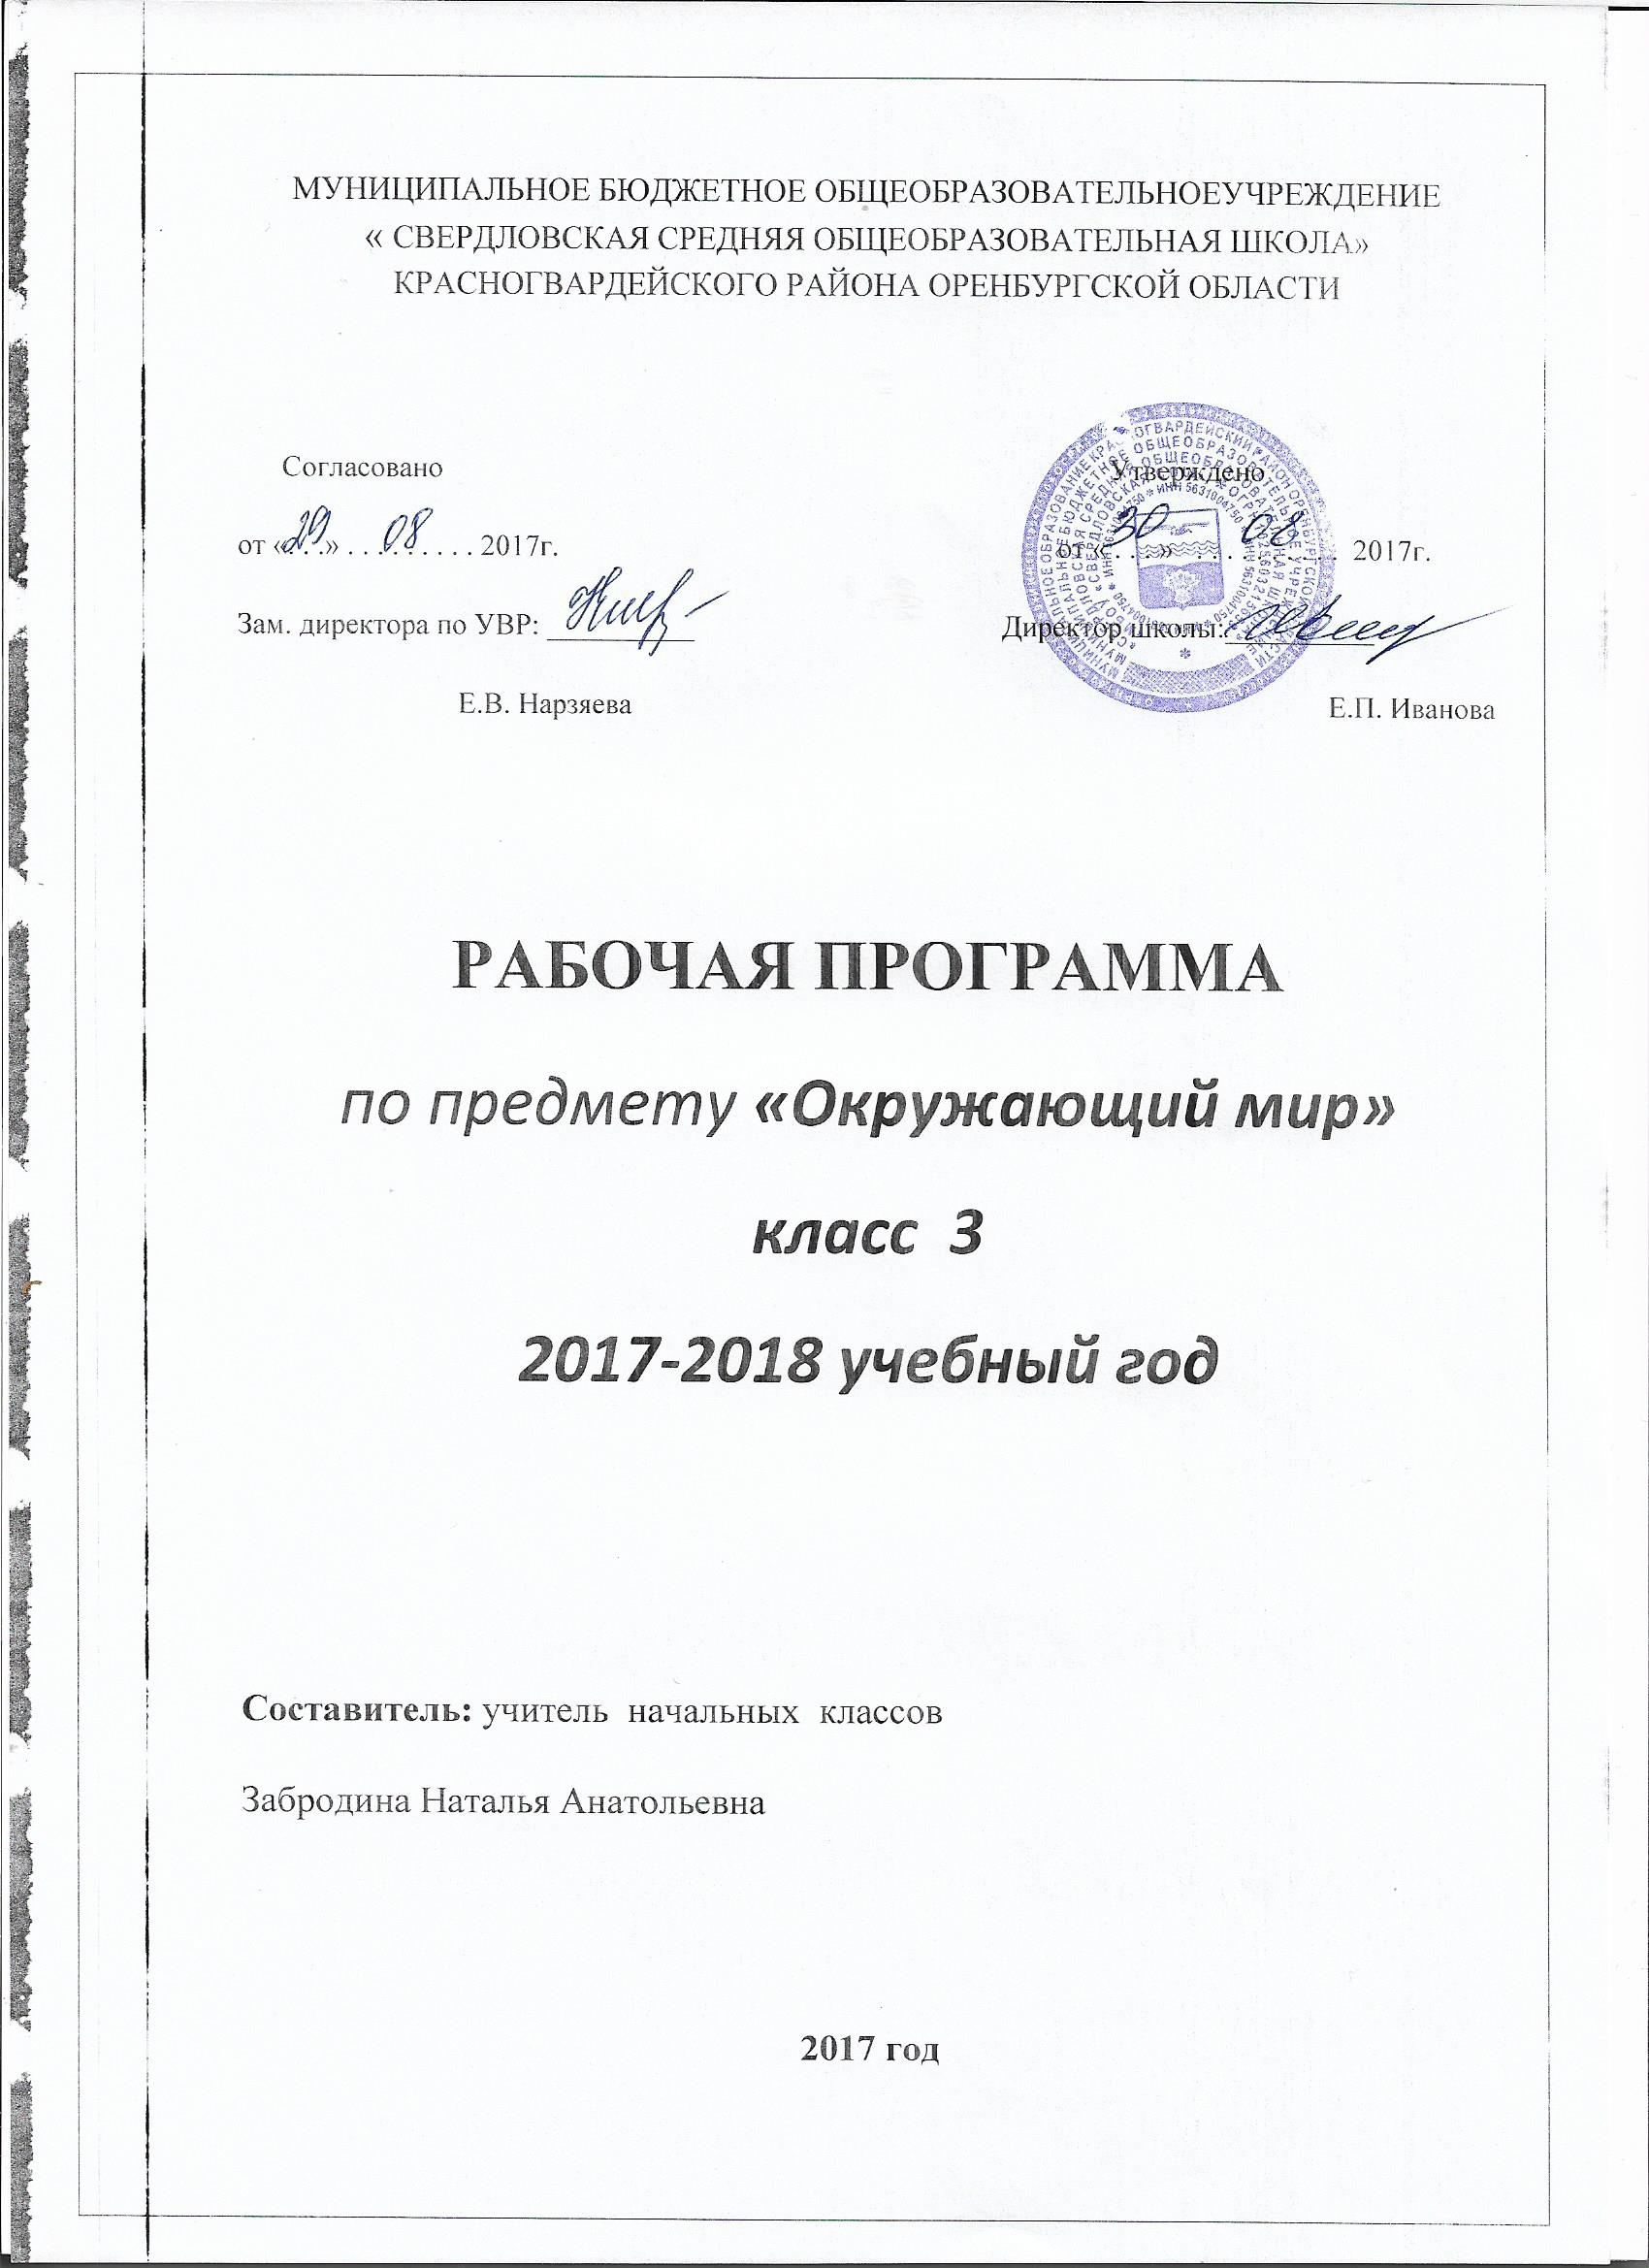 МУНИЦИПАЛЬНОЕ БЮДЖЕТНОЕ ОБЩЕОБРАЗОВАТЕЛЬНОЕУЧРЕЖДЕНИЕ
« СВЕРДЛОВСКАЯ СРЕДНЯЯ ОБЩЕОБРАЗОВАТЕЛЬНАЯ ШКОЛА»
КРАСНОГВАРДЕЙСКОГО РАЙОНА ОРЕНБУРГСКОЙ ОБЛАСТИ
Согласовано
Утверждено
от «29» 08 2017г.
от «30» 08 2017г.
Зам. директора по УВР:
Директор школы:
Е.В. Нарзяева
Е.П. Иванова
РАБОЧАЯ ПРОГРАММА
по предмету «Окружающий мир»
класс 3
2017-2018 учебный год
Составитель: учитель начальных классов
Забродина Наталья Анатольевна
2017 год